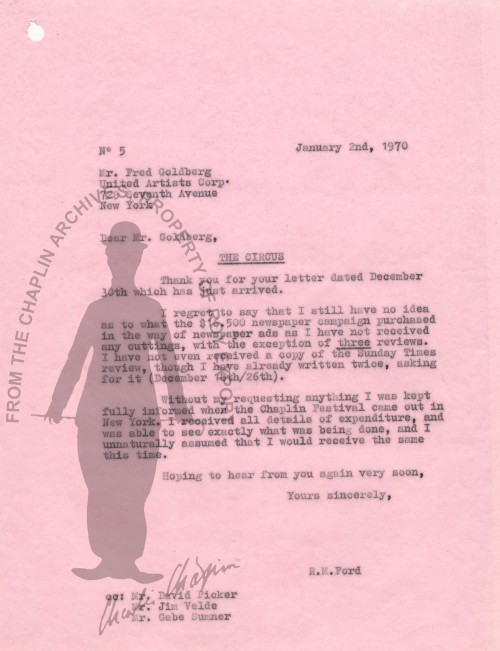 Nº 5
January 2nd, 1970
Mr. Fred Goldberg
United Artists Corp.
729 Seventh Avenue
New York
Dear Mr. Goldberg,
THE CIRCUS
Thank you for your letter dated December
30th which has just arrived.
I regret to say that I still have no idea
as to what the newspaper campaign purchased
in the way of newspaper ads as I have not received
any cuttings, with the exception of three reviews.
I have not even received a copy of the Sunday Times
review, though I have already written twice, asking
for it (December
Without my requesting anything I was kept
fully informed when the Chaplin Festival came out in
New York. I received all details of expenditure, and
was able to see exactly what was being done, and I
unnaturally assumed that I would receive the same
this time.
Hoping to hear from you again very soon,
Yours sincerely,
R.M.Ford
cc: Mr. David Picker
Mr. Jim Velde
Mr. Gabe Sumner
FROM THE CHAPLIN ARCHIVES PROPERTY OF
Charlie Chaplin